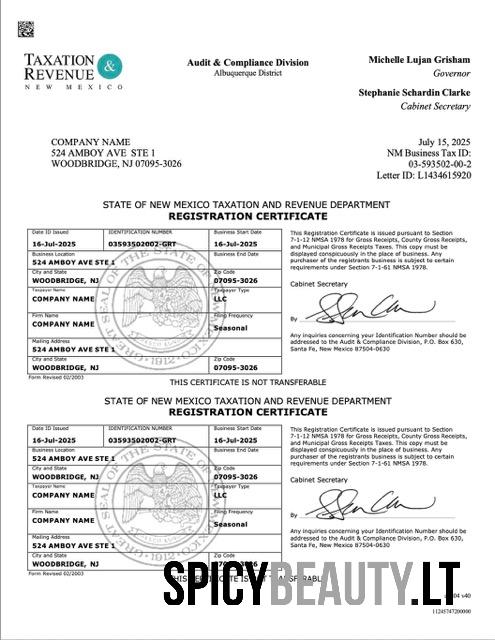 TAXATION & REVENUE
NEW MEXICO
Audit & Compliance Division
Albuquerque District
Michelle Lujan Grisham
Governor
Stephanie Schardin Clarke
Cabinet Secretary
COMPANY NAME
524 AMBOY AVE STE 1
WOODBRIDGE, NJ 07095-3026
July 15, 2025
NM Business Tax ID:
03-593502-00-2
Letter ID: L1434615920
STATE OF NEW MEXICO TAXATION AND REVENUE DEPARTMENT
REGISTRATION CERTIFICATE
Date ID Issued
16-Jul-2025
IDENTIFICATION NUMBER
03593502002-GRT
Business Start Date
16-Jul-2025
Business Location
524 AMBOY AVE STE 1
Business End Date
City and State
WOODBRIDGE, NJ
Zip Code
07095-3026
Taxpayer Name
COMPANY NAME
Taxpayer Type
LLC
Firm Name
COMPANY NAME
Filing Frequency
Seasonal
Mailing Address
524 AMBOY AVE STE 1
City and State
WOODBRIDGE, NJ
Zip Code
07095-3026
Form Revised 02/2003
This Registration Certificate is issued pursuant to Section
7-1-12 NMSA 1978 for Gross Receipts, County Gross Receipts,
and Municipal Gross Receipts Taxes. This copy must be
displayed conspicuously in the place of business. Any
purchaser of the registrants business is subject to certain
requirements under Section 7-1-61 NMSA 1978.
Cabinet Secretary
By
Any inquiries concerning your Identification Number should be
addressed to the Audit & Compliance Division, P.O. Box 630,
Santa Fe, New Mexico 87504-0630
THIS CERTIFICATE IS NOT TRANSFERABLE
STATE OF NEW MEXICO TAXATION AND REVENUE DEPARTMENT
REGISTRATION CERTIFICATE
Date ID Issued
16-Jul-2025
IDENTIFICATION NUMBER
03593502002-GRT
Business Start Date
16-Jul-2025
Business Location
524 AMBOY AVE STE 1
Business End Date
City and State
WOODBRIDGE, NJ
Zip Code
07095-3026
Taxpayer Name
COMPANY NAME
Taxpayer Type
LLC
Firm Name
COMPANY NAME
Filing Frequency
Seasonal
Mailing Address
524 AMBOY AVE STE 1
City and State
WOODBRIDGE, NJ
Form Revised 02/2003
This Registration Certificate is issued pursuant to Section
7-1-12 NMSA 1978 for Gross Receipts, County Gross Receipts,
and Municipal Gross Receipts Taxes. This copy must be
displayed conspicuously in the place of business. Any
purchaser of the registrants business is subject to certain
requirements under Section 7-1-61 NMSA 1978.
Cabinet Secretary
By
Any inquiries concerning your Identification Number should be
addressed to the Audit & Compliance Division, P.O. Box 630,
Santa Fe, New Mexico 87504-0630
SPICYBEAUTY.LT
v40
11245747200000